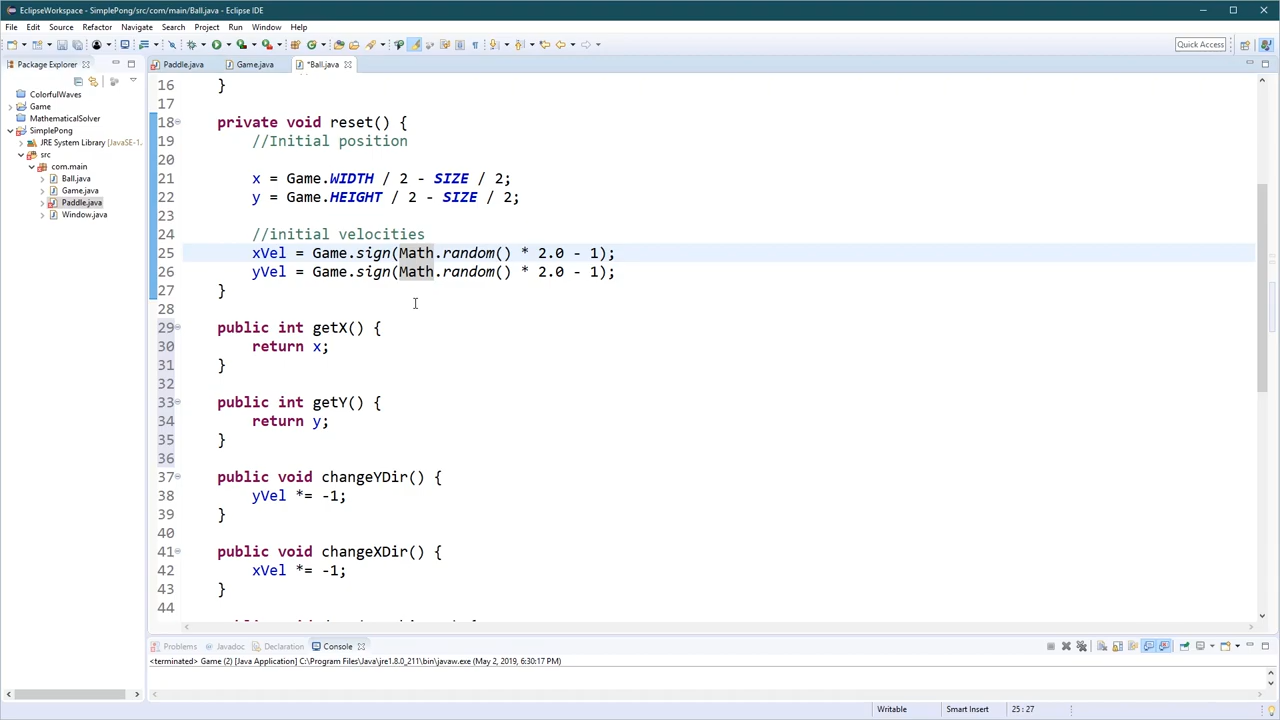 EclipseWorkspace - SimplePong/src/com/main/Ball.java - Eclipse IDE
File Edit Source Refactor Navigate Search Project Run Window Help
Quick Access
Package Explorer
Paddle.java Game.java *Ball.java
ColorfulWaves
Game
MathematicalSolver
SimplePong
JRE System Library [JavaSE-1.
src
com.main
Ball.java
Game.java
Paddle.java
Window.java
16 }
17
18 private void reset() {
19 //Initial position
20
21 x = Game.WIDTH / 2 - SIZE / 2;
22 y = Game.HEIGHT / 2 - SIZE / 2;
23
24 //initial velocities
25 xVel = Game.sign(Math.random() * 2.0 - 1);
26 yVel = Game.sign(Math.random() * 2.0 - 1);
27 }
28
29 public int getX() {
30 return x;
31 }
32
33 public int getY() {
34 return y;
35 }
36
37 public void changeYDir() {
38 yVel *= -1;
39 }
40
41 public void changeXDir() {
42 xVel *= -1;
43 }
44
Problems Javadoc Declaration Console
<terminated> Game (2) [Java Application] C:\Program Files\Java\jre1.8.0_211\bin\javaw.exe (May 2, 2019, 6:30:17 PM)
Writable Smart Insert 25 : 27